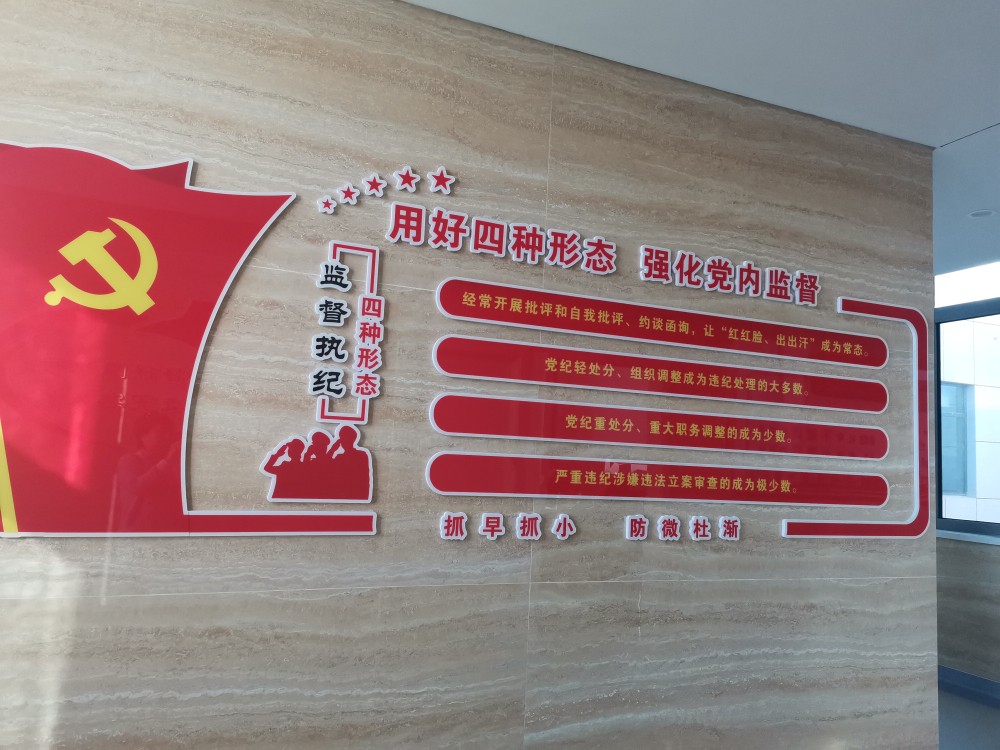 用好四种形态 强化党内监督
监督执纪
四种形态
经常开展批评和自我批评、约谈函询，让“红红脸、出出汗”成为常态。
党纪轻处分、组织调整成为违纪处理的大多数。
党纪重处分、重大职务调整的成为少数。
严重违纪涉嫌违法立案审查的成为极少数。
抓早抓小 防微杜渐